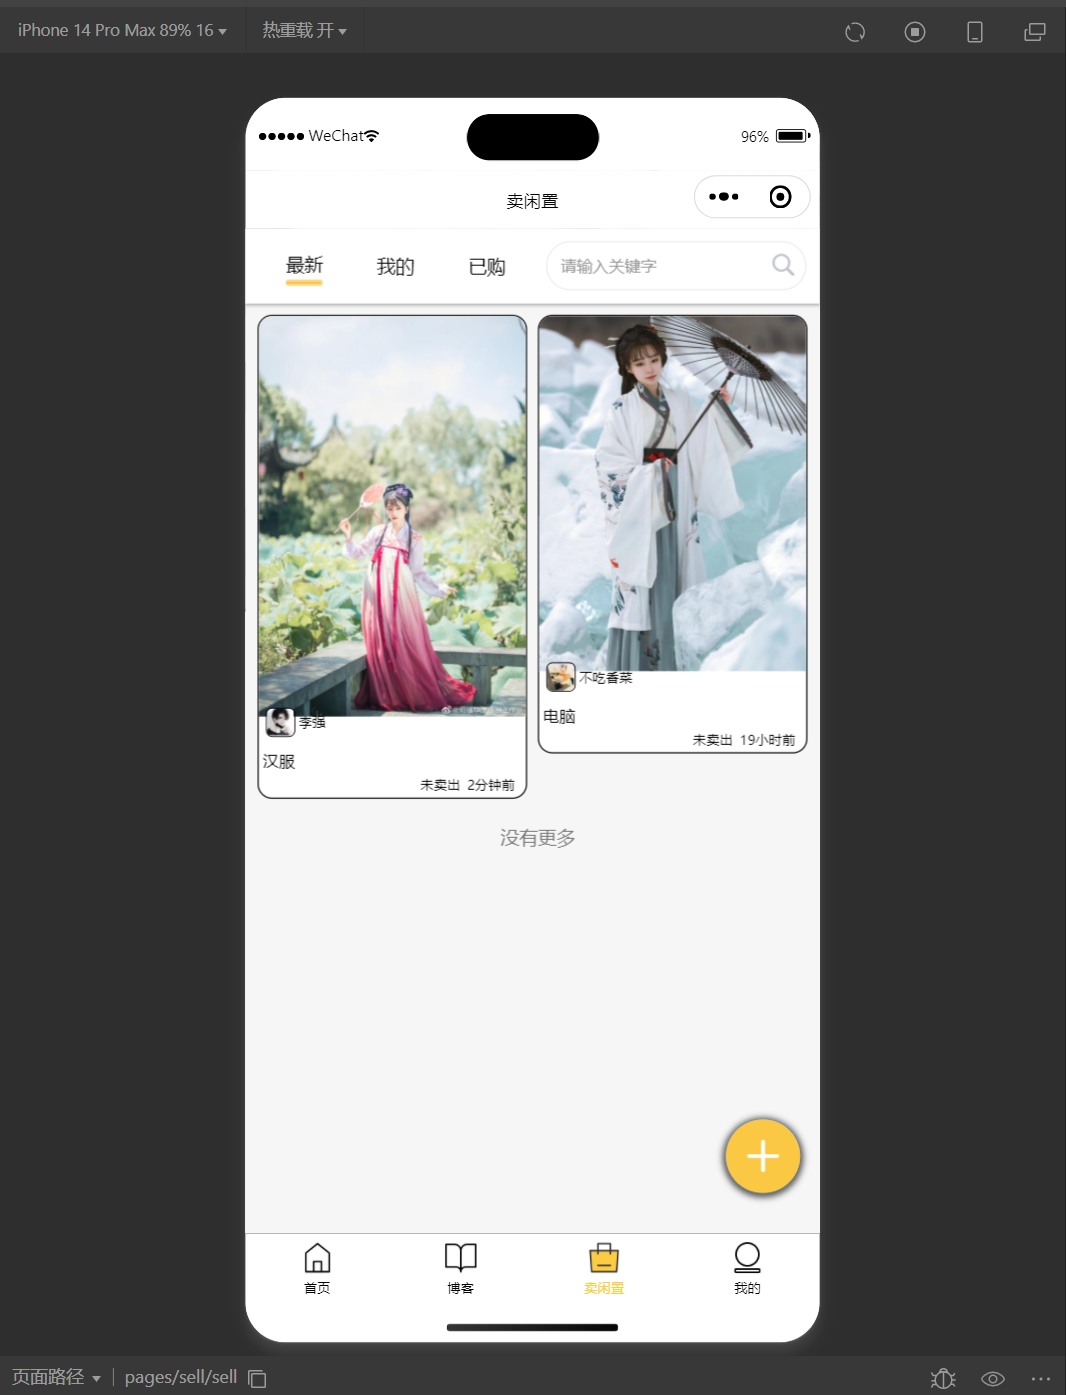 iPhone 14 Pro Max 89% 16
热重载 开
WeChat
96%
卖闲置
最新
我的
已购
请输入关键字
李强
汉服
未卖出 2分钟前
不吃香菜
电脑
未卖出 19小时前
没有更多
首页
博客
卖闲置
我的
页面路径
pages/sell/sell